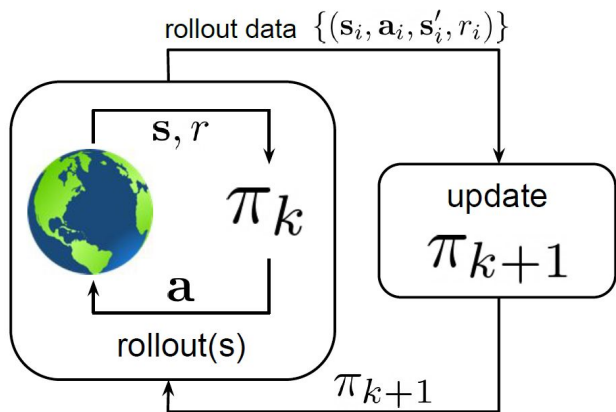 rollout data {(s_i, a_i, s'_i, r_i)}
s, r
π_k
a
rollout(s)
update
π_{k+1}
π_{k+1}